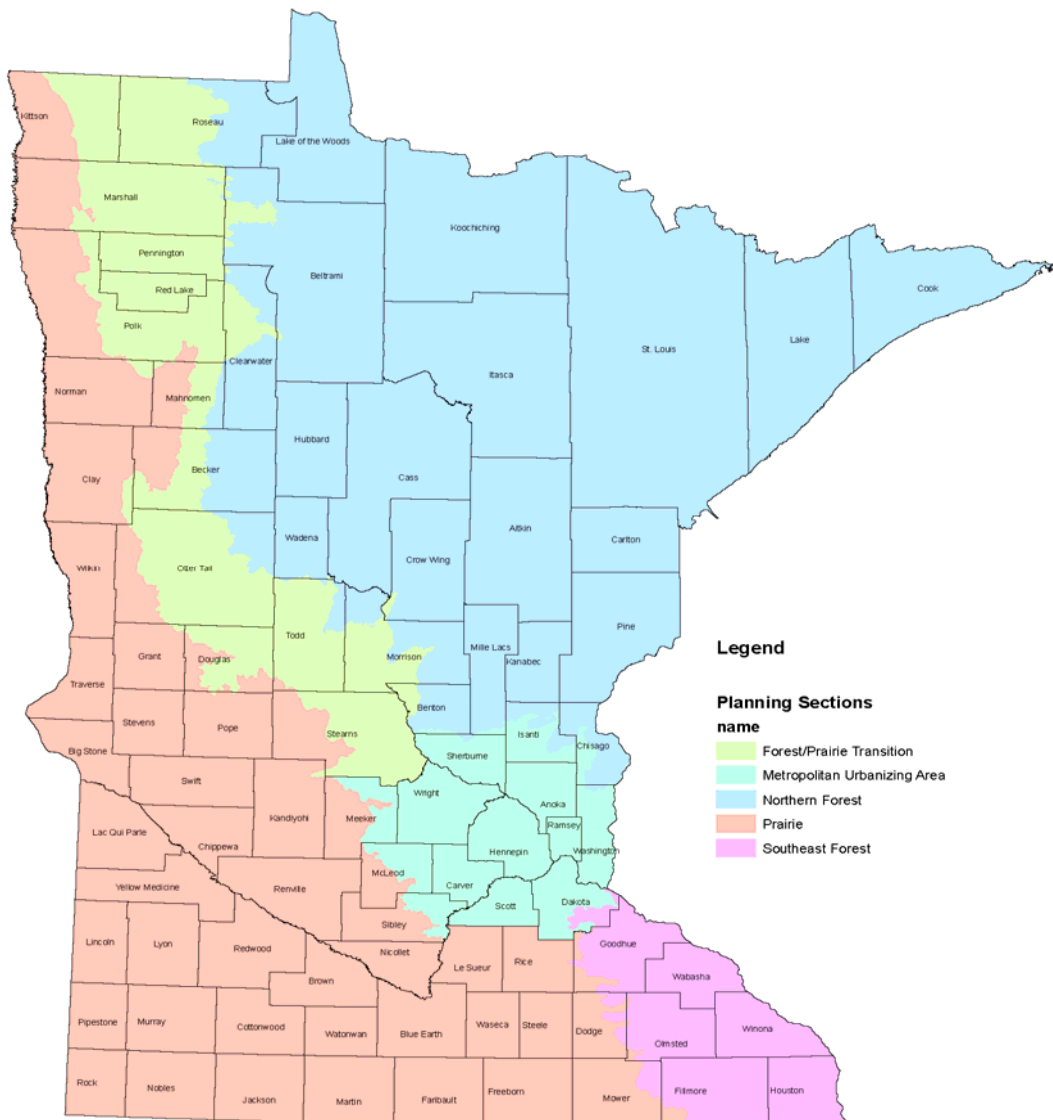 Kittson
Roseau
Lake of the Woods
Marshall
Koochiching
Pennington
Beltrami
Red Lake
Cook
Polk
St. Louis
Lake
Clearwater
Itasca
Norman
Mahnomen
Hubbard
Becker
Cass
Clay
Aitkin
Wadena
Carlton
Crow Wing
Otter Tail
Wilkin
Pine
Todd
Mille Lacs
Legend
Grant
Douglas
Morrison
Kanabec
Traverse
Planning Sections
Benton
name
Stevens
Pope
Stearns
Isanti
Chisago
Big Stone
Sherburne
Forest/Prairie Transition
Swift
Metropolitan Urbanizing Area
Wright
Anoka
Northern Forest
Kandiyohi
Meeker
Ramsey
Prairie
Lac Qui Parle
Chippewa
Hennepin
Washington
Southeast Forest
McLeod
Yellow Medicine
Renville
Carver
Scott
Dakota
Sibley
Lincoln
Lyon
Redwood
Nicollet
Goodhue
Le Sueur
Rice
Wabasha
Brown
Pipestone
Murray
Cottonwood
Watonwan
Blue Earth
Waseca
Steele
Dodge
Winona
Olmsted
Rock
Nobles
Jackson
Martin
Faribault
Freeborn
Mower
Fillmore
Houston